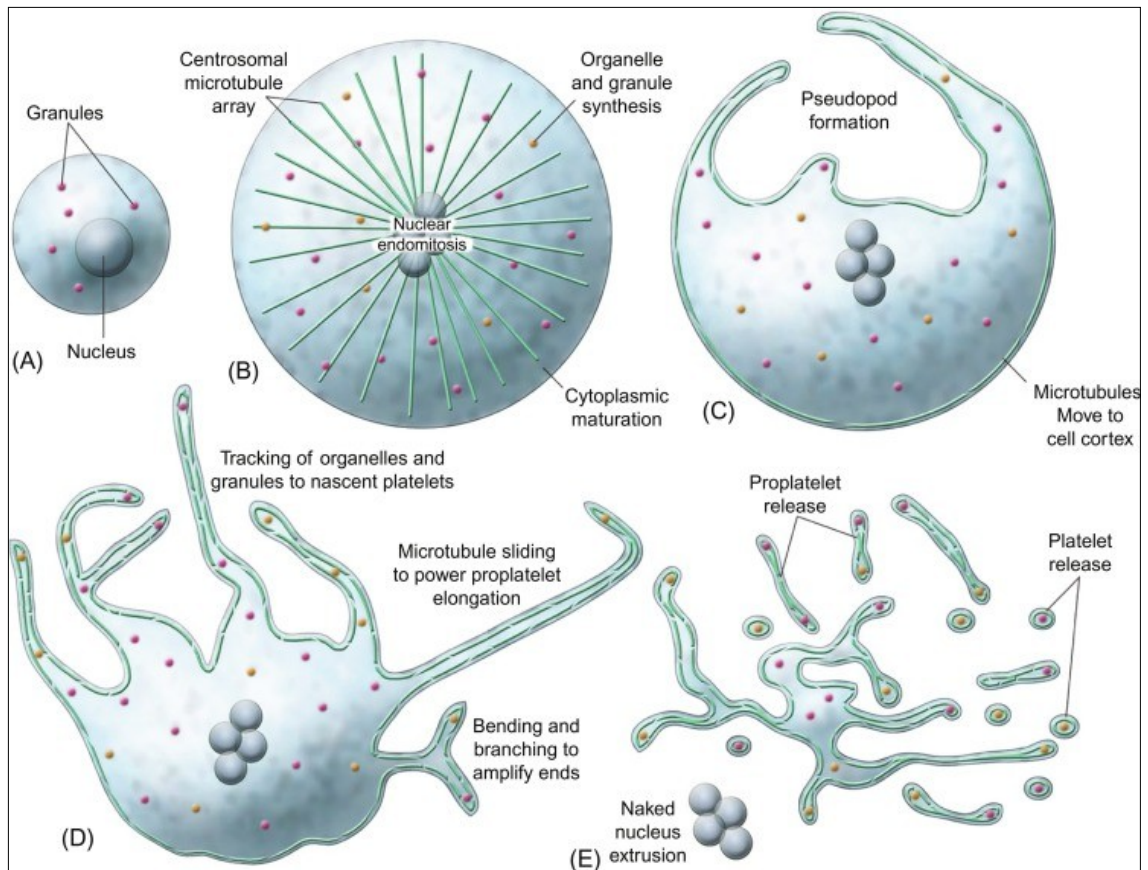 Granules
Nucleus
(A)
Centrosomal
microtubule
array
Organelle
and granule
synthesis
Nuclear
endomitosis
(B)
Cytoplasmic
maturation
Pseudopod
formation
(C)
Microtubules
Move to
cell cortex
Tracking of organelles and
granules to nascent platelets
Microtubule sliding
to power proplatelet
elongation
Bending and
branching to
amplify ends
(D)
Proplatelet
release
Platelet
release
Naked
nucleus
extrusion
(E)